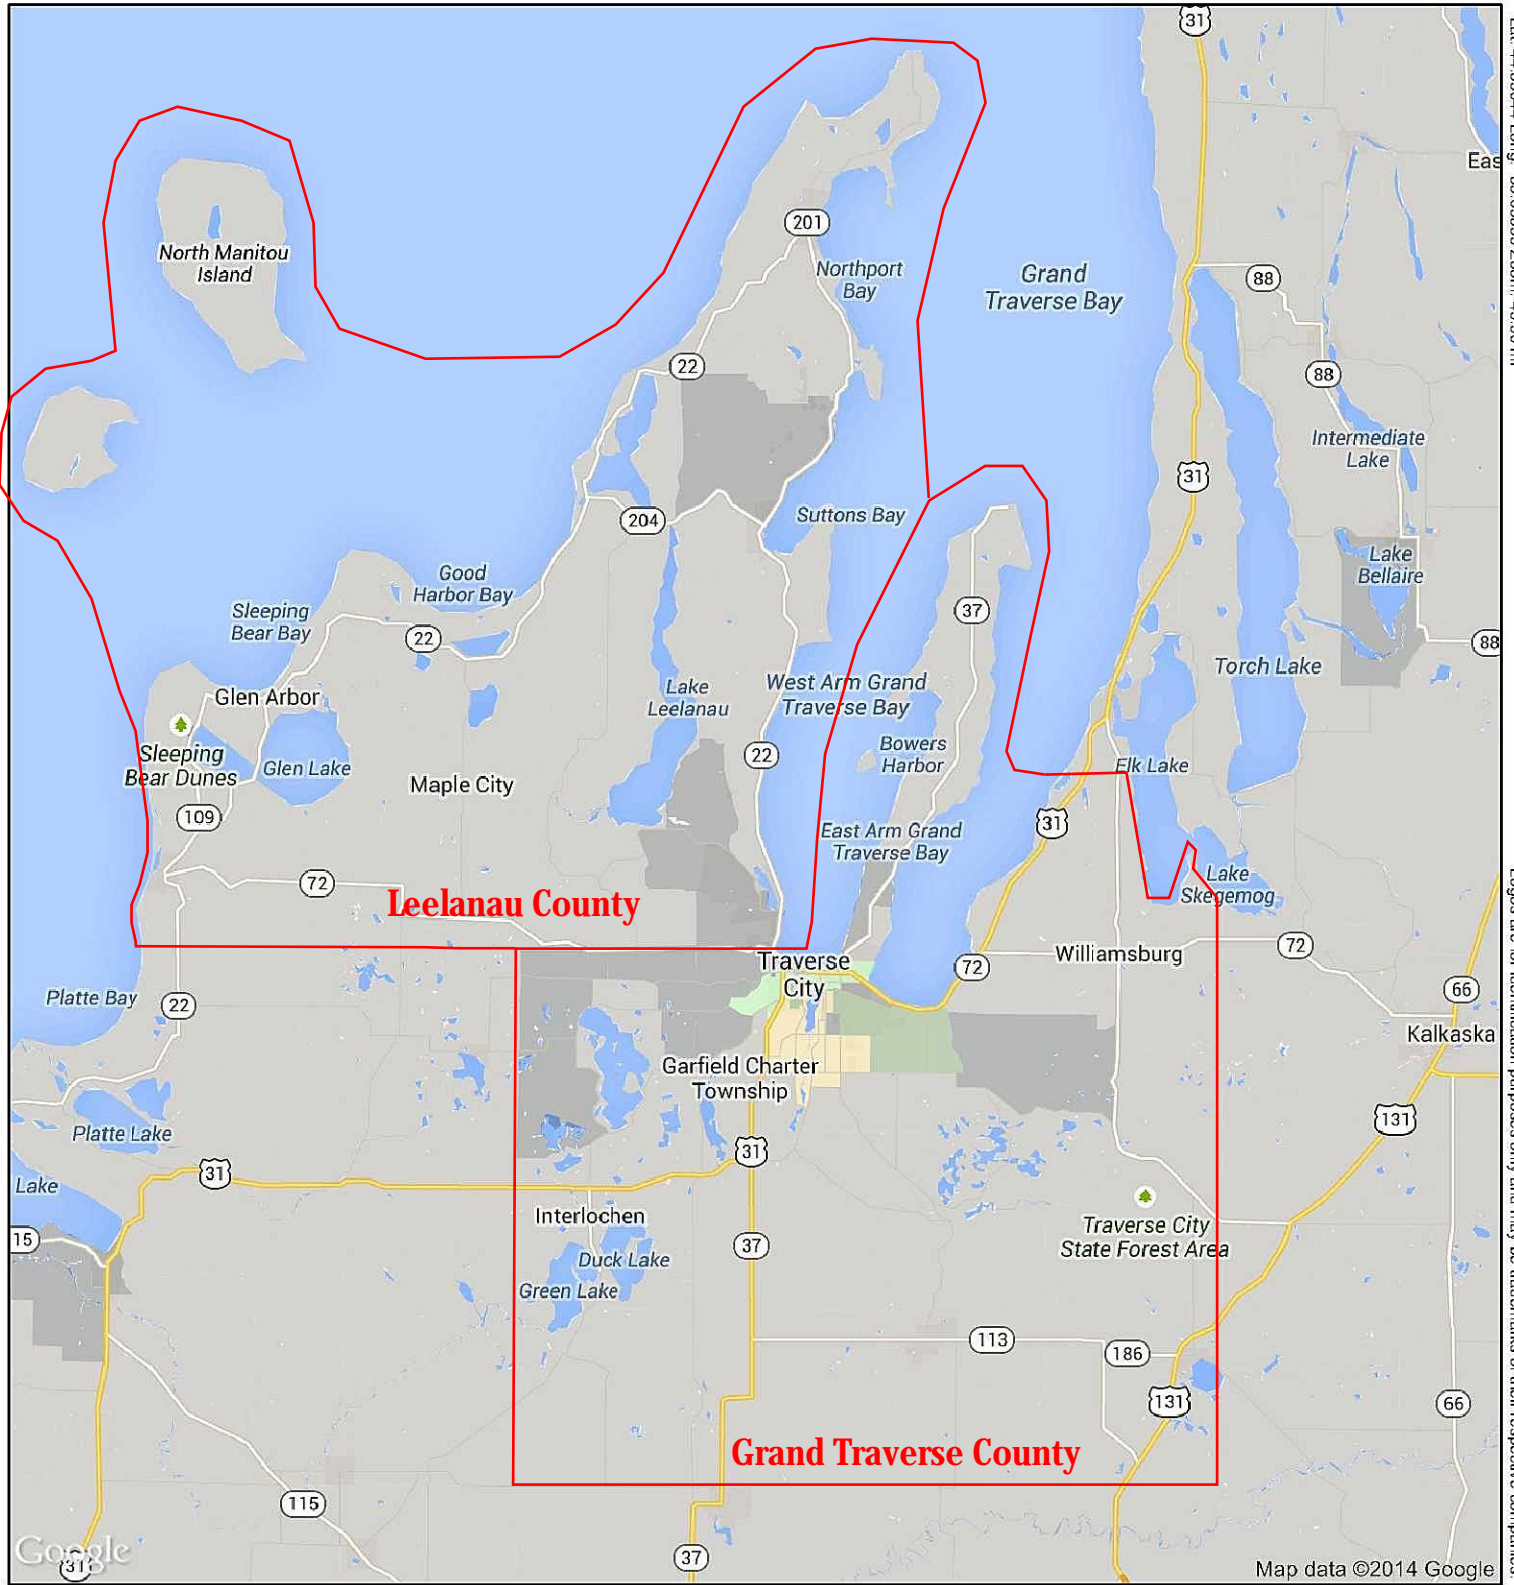 31
Eas
North Manitou
Island
201
Northport
Bay
Grand
Traverse Bay
88
22
88
Intermediate
Lake
31
204
Suttons Bay
Good
Harbor Bay
Lake
Bellaire
Sleeping
Bear Bay
22
37
88
Glen Arbor
Lake
Leelanau
West Arm Grand
Traverse Bay
Torch Lake
Sleeping
Bear Dunes
Glen Lake
Maple City
22
Bowers
Harbor
Elk Lake
109
31
East Arm Grand
Traverse Bay
72
Leelanau County
Lake
Skegemog
Traverse
City
72
Williamsburg
72
Platte Bay
22
66
Kalkaska
Garfield Charter
Township
Platte Lake
131
31
31
Lake
Interlochen
Traverse City
State Forest Area
15
Duck Lake
37
Green Lake
113
186
131
66
Grand Traverse County
115
Google
31
37
Map data ©2014 Google